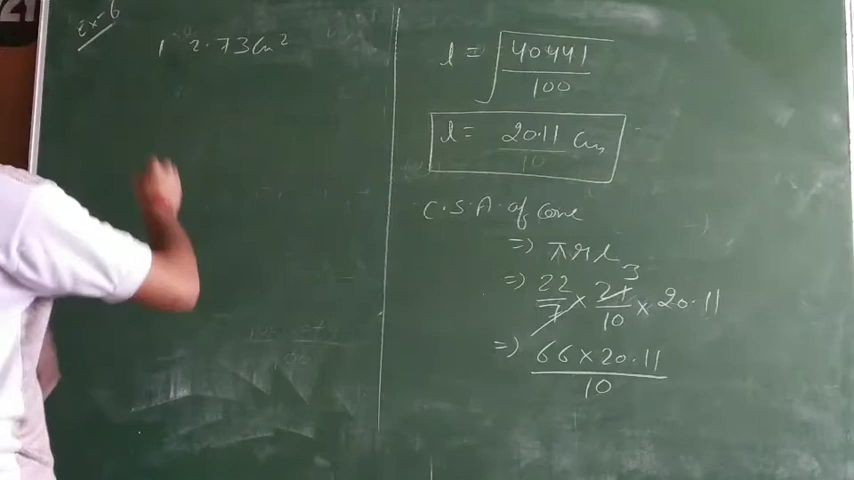 Ex-6
1 2.73 Cm²
l = √40441/100
l = 20.11/10 Cm
C.S.A. of Cone
=) πrl
=) 22/7 × 21/10 × 20.11
3
=) 66×20.11/10